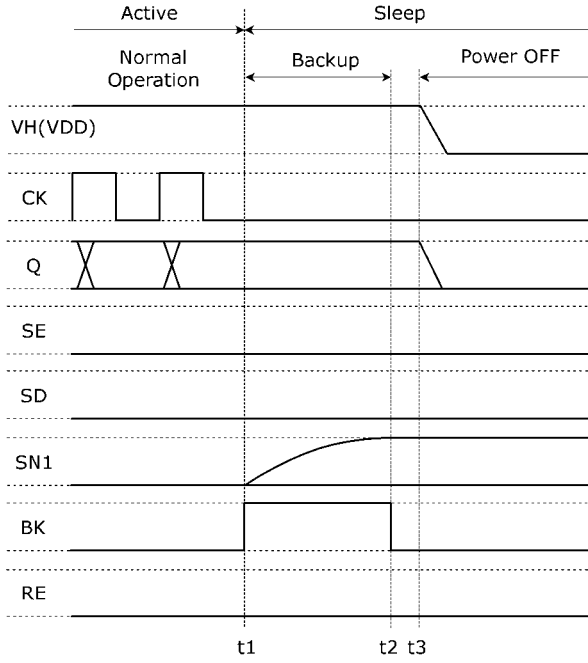 Active
Sleep
Normal
Operation
Backup
Power OFF
VH(VDD)
CK
Q
SE
SD
SN1
BK
RE
t1
t2
t3